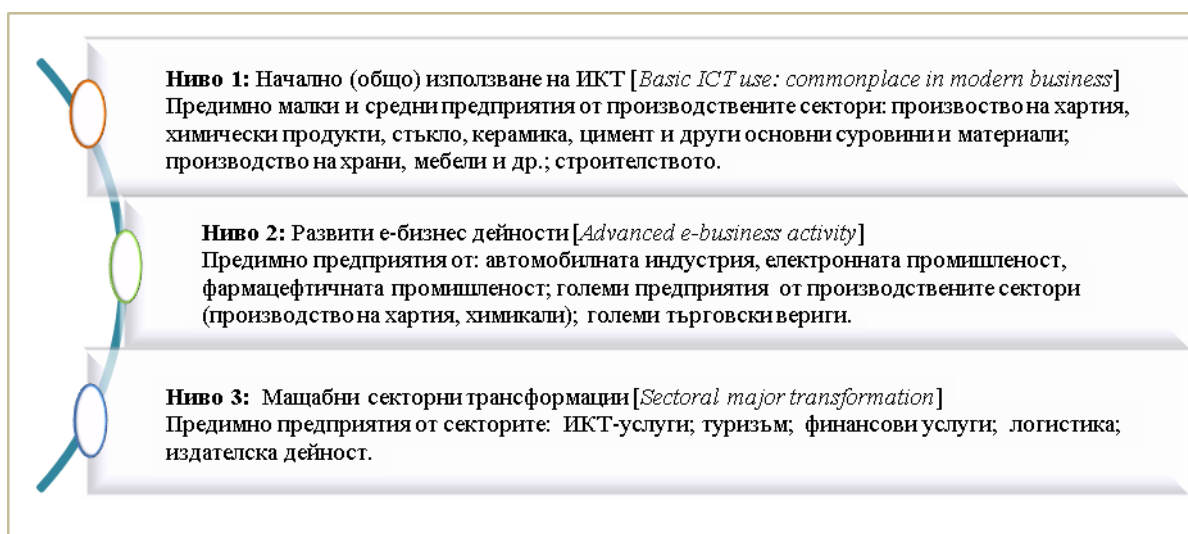 Ниво 1: Начално (общо) използване на ИКТ [Basic ICT use: commonplace in modern business]
Предимно малки и средни предприятия от производствените сектори: произвоство на хартия,
химически продукти, стъкло, керамика, цимент и други основни суровини и материали;
производство на храни, мебели и др.; строителството.
Ниво 2: Развити е-бизнес дейности [Advanced e-business activity]
Предимно предприятия от: автомобилната индустрия, електронната промишленост,
фармацефтичната промишленост; големи предприятия от производствените сектори
(производство на хартия, химикали); големи търговски вериги.
Ниво 3: Мащабни секторни трансформации [Sectoral major transformation]
Предимно предприятия от секторите: ИКТ-услуги; туризъм; финансови услуги; логистика;
издателска дейност.